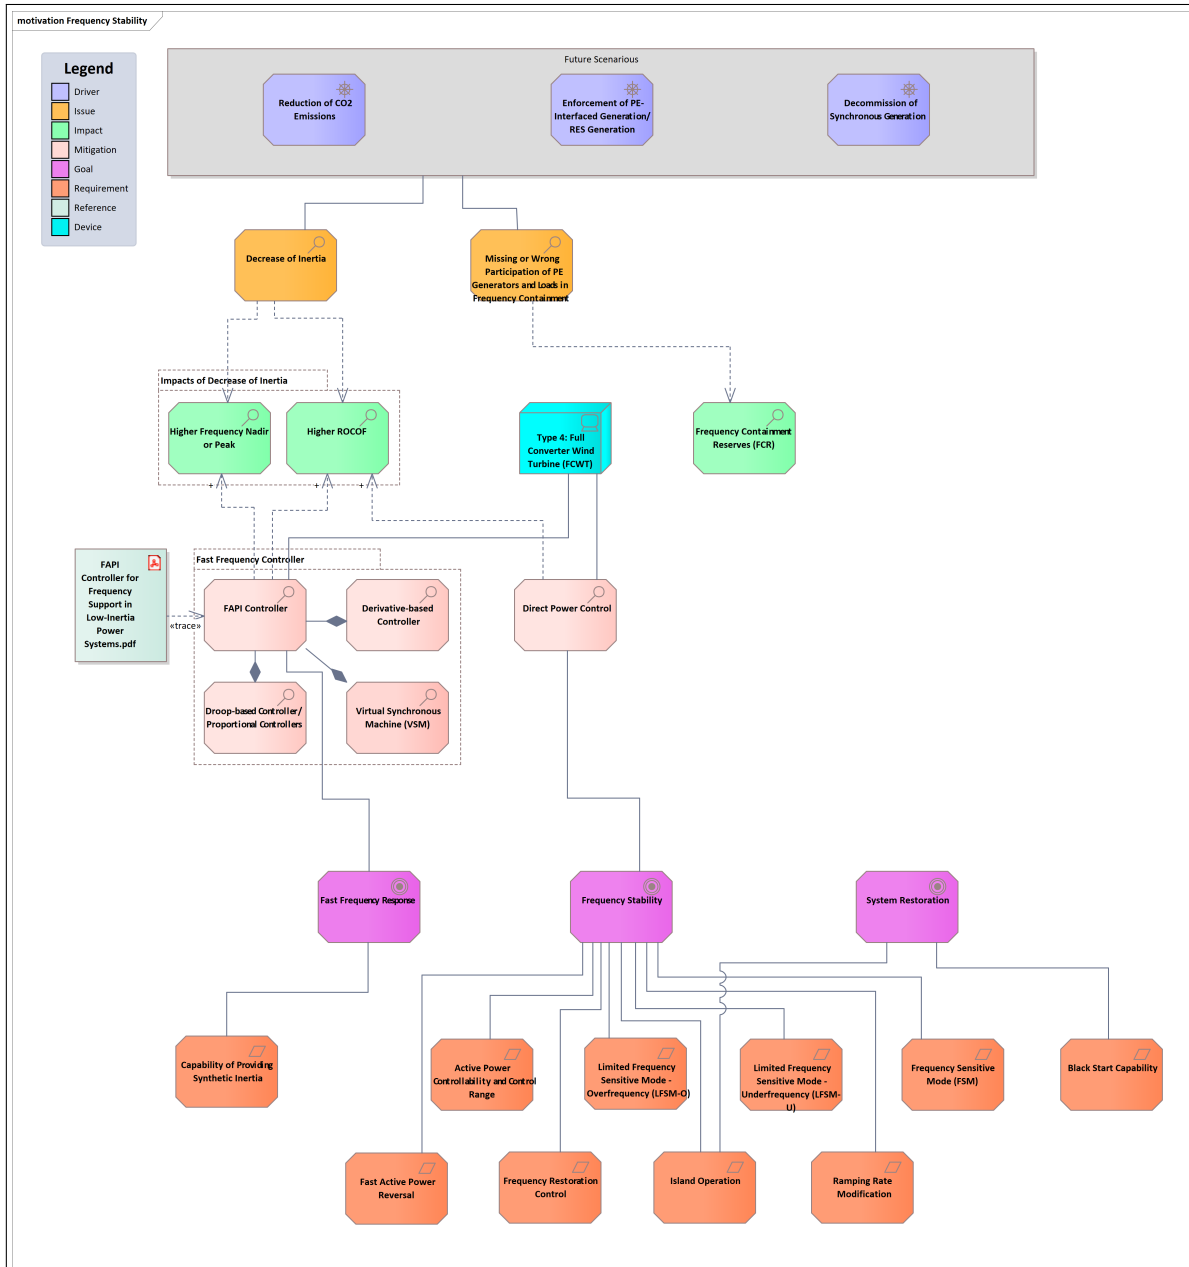 motivation Frequency Stability
Legend
Driver
Issue
Impact
Mitigation
Goal
Requirement
Reference
Device
Future Scenarious
Reduction of CO2
Emissions
Enforcement of PE-
Interfaced Generation/
RES Generation
Decommission of
Synchronous Generation
Decrease of Inertia
Missing or Wrong
Participation of PE
Generators and Loads in
Frequency Containment
Impacts of Decrease of Inertia
Higher Frequency Nadir
or Peak
Higher ROCOF
Type 4: Full
Converter Wind
Turbine (FCWT)
Frequency Containment
Reserves (FCR)
+
+
+
FAPI
Controller for
Frequency
Support in
Low-Inertia
Power
Systems.pdf
«trace»
Fast Frequency Controller
FAPI Controller
Derivative-based
Controller
Direct Power Control
Droop-based Controller/
Proportional Controllers
Virtual Synchronous
Machine (VSM)
Fast Frequency Response
Frequency Stability
System Restoration
Capability of Providing
Synthetic Inertia
Active Power
Controllability and Control
Range
Limited Frequency
Sensitive Mode -
Overfrequency (LFSM-O)
Limited Frequency
Sensitive Mode -
Underfrequency (LFSM-
U)
Frequency Sensitive
Mode (FSM)
Black Start Capability
Fast Active Power
Reversal
Frequency Restoration
Control
Island Operation
Ramping Rate
Modification